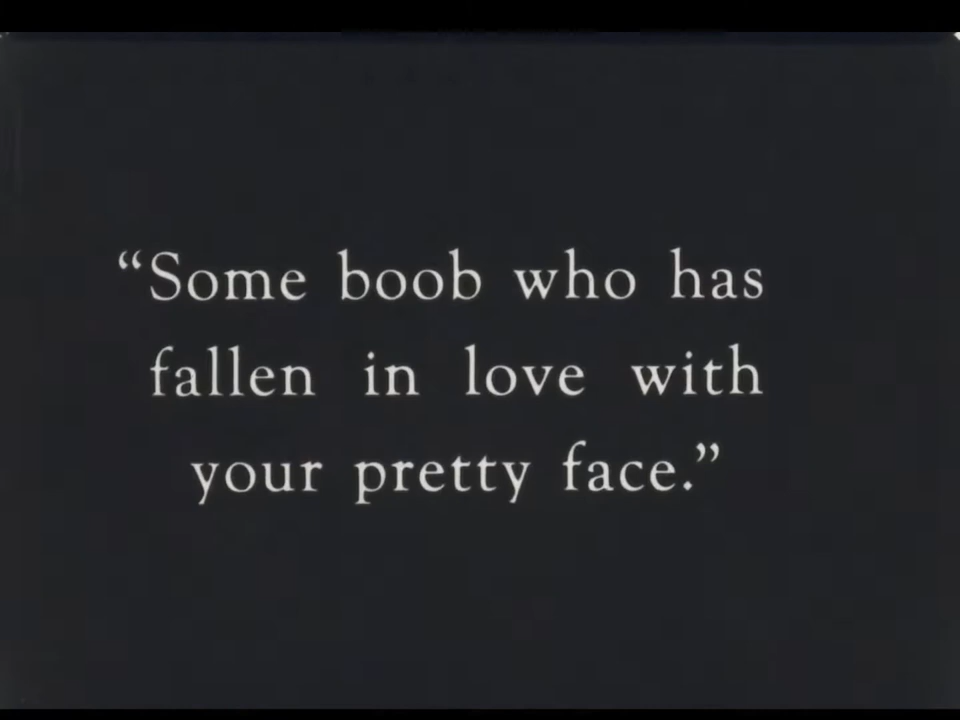 “Some boob who has
fallen in love with
your pretty face.”